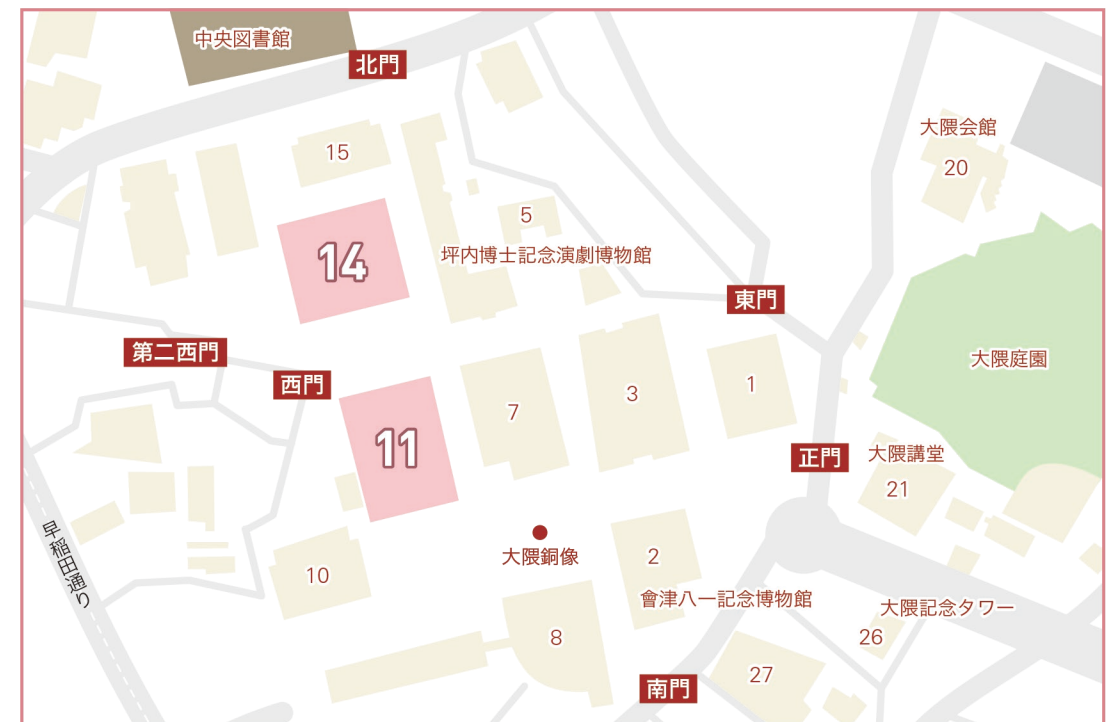 中央図書館
北門
大隈会館
15
20
5
14
坪内博士記念演劇博物館
東門
第二西門
大隈庭園
西門
1
3
7
11
正門
大隈講堂
21
早稲田通り
大隈銅像
2
10
會津八一記念博物館
大隈記念タワー
8
26
27
南門